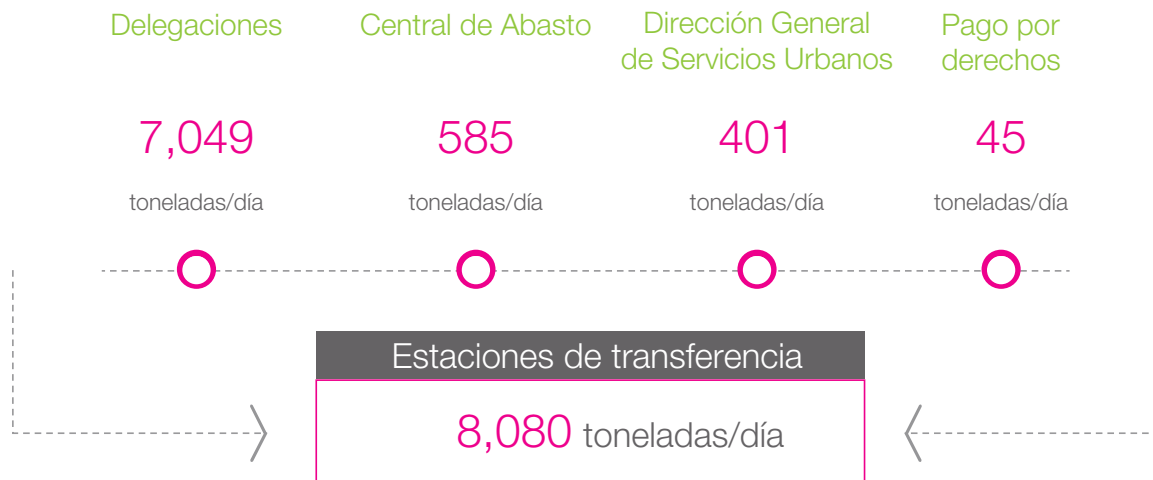 Delegaciones
7,049
toneladas/día
Central de Abasto
585
toneladas/día
Dirección General
de Servicios Urbanos
401
toneladas/día
Pago por
derechos
45
toneladas/día
Estaciones de transferencia
8,080 toneladas/día